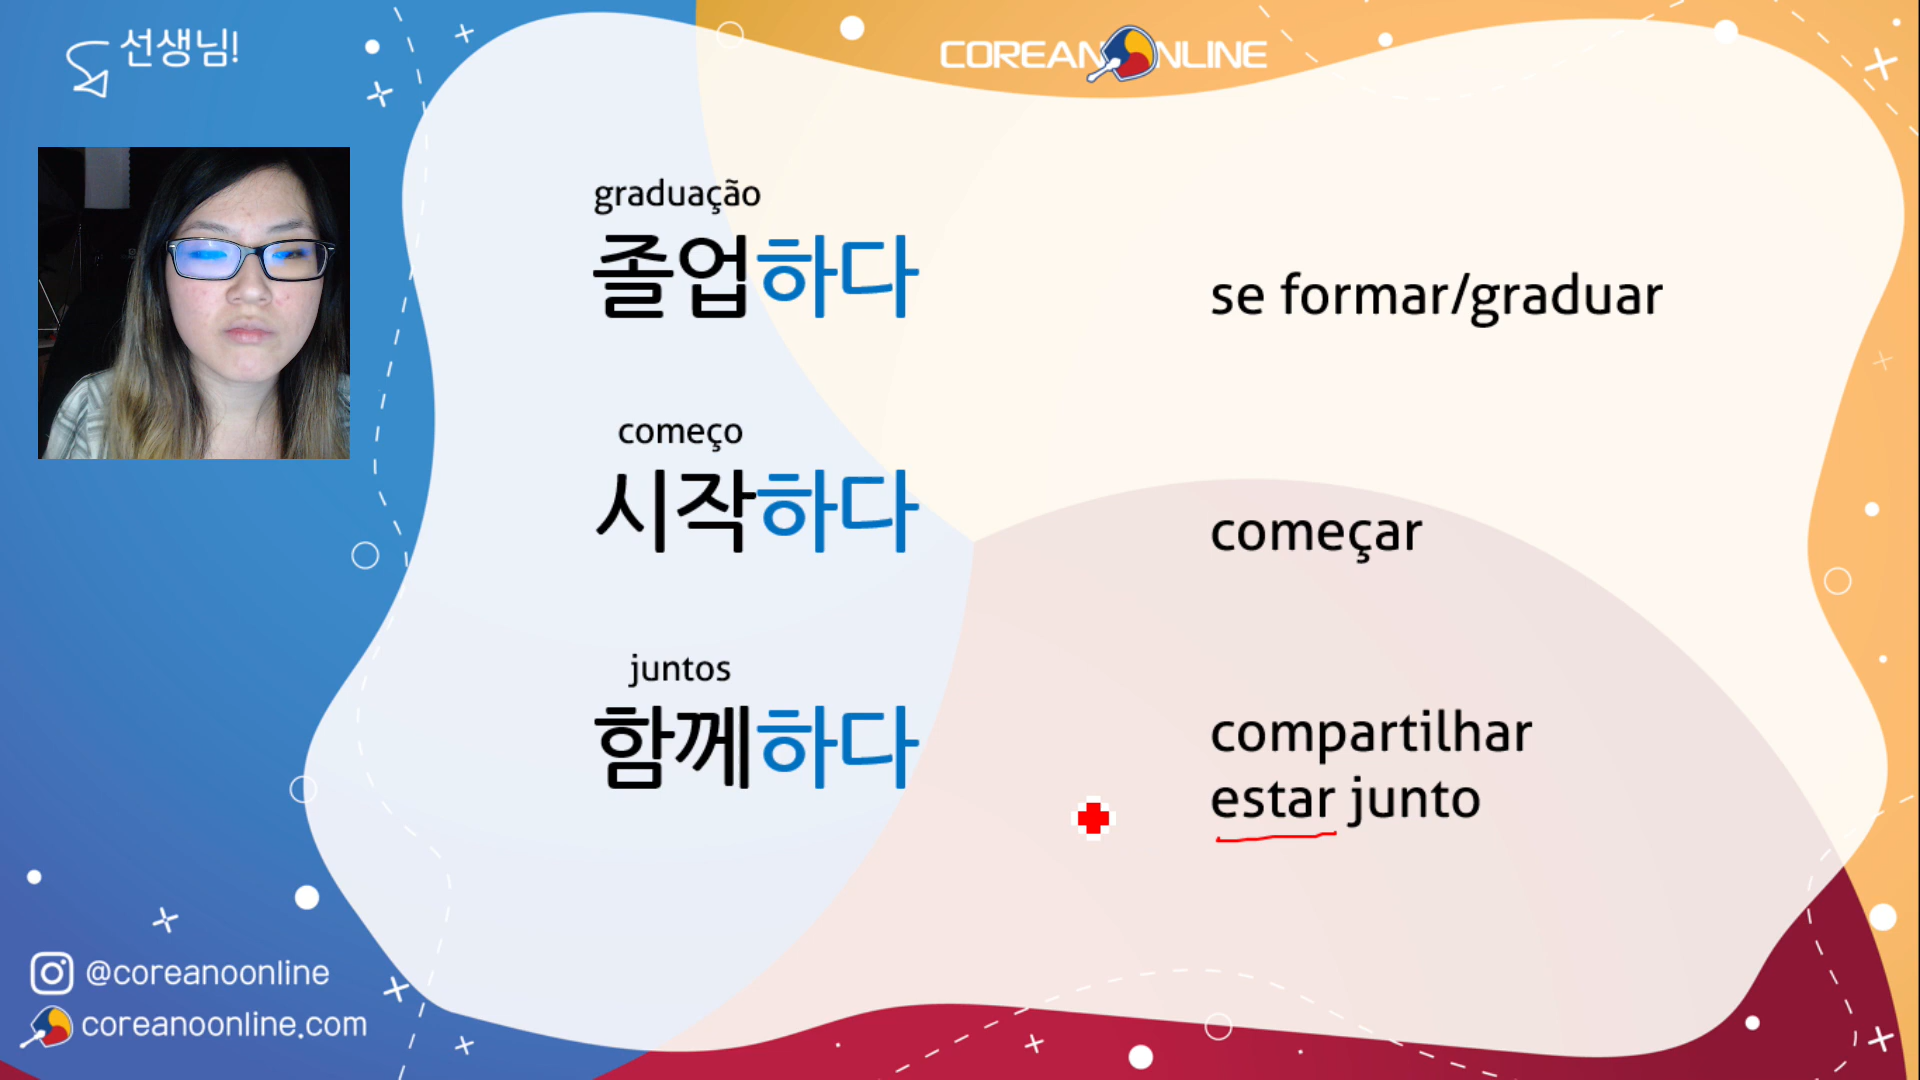 선생님!
COREANONLINE
graduação
졸업하다
se formar/graduar
começo
시작하다
começar
juntos
함께하다
compartilhar
estar junto
@coreanoonline
coreanoonline.com